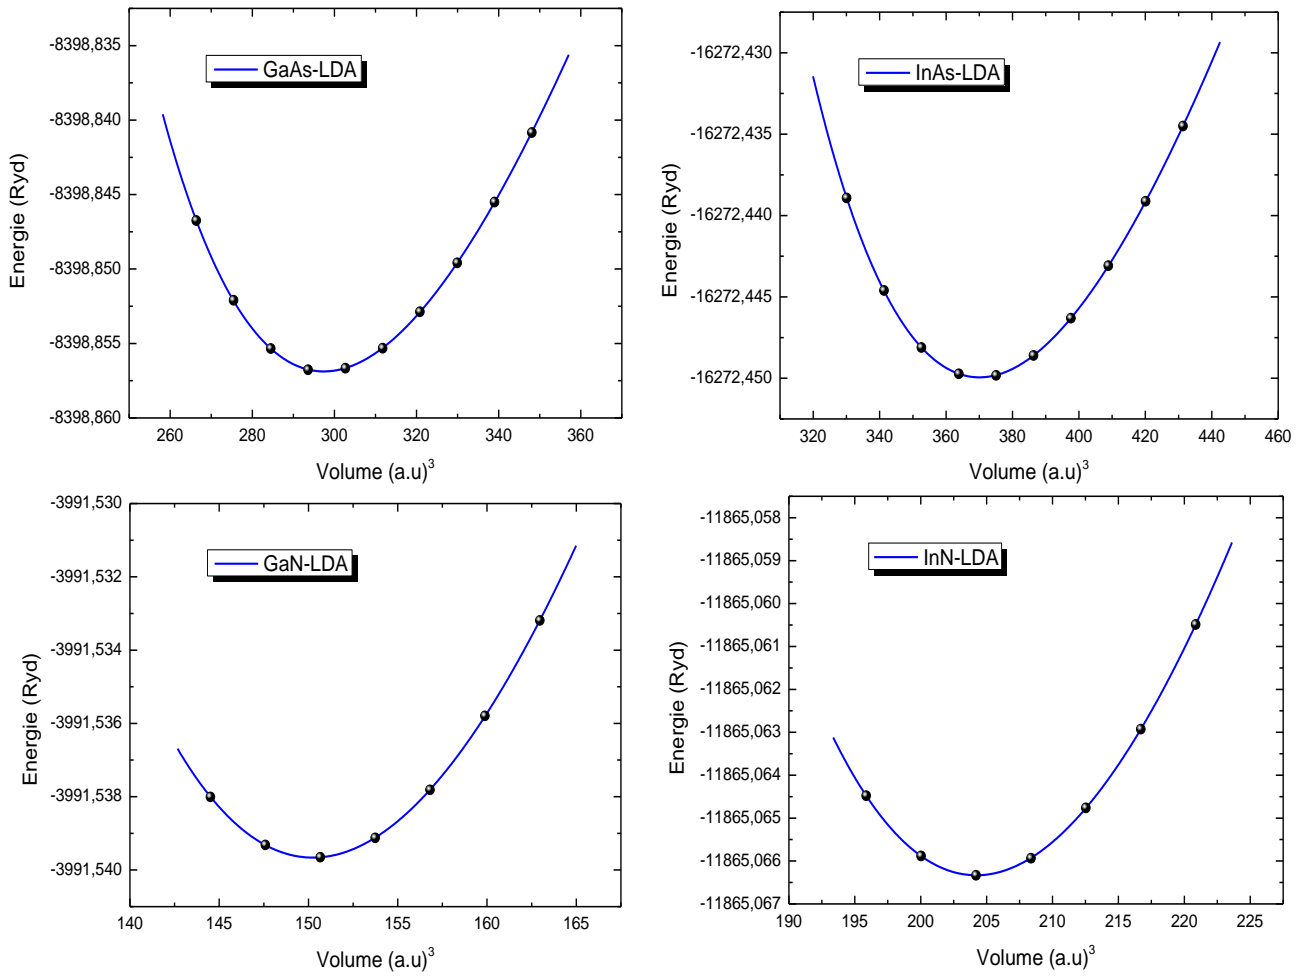 GaAs-LDA
Energie (Ryd)
-8398,835
-8398,840
-8398,845
-8398,850
-8398,855
-8398,860
260 280 300 320 340 360
Volume (a.u)³
InAs-LDA
Energie (Ryd)
-16272,430
-16272,435
-16272,440
-16272,445
-16272,450
320 340 360 380 400 420 440 460
Volume (a.u)³
GaN-LDA
Energie (Ryd)
-3991,530
-3991,532
-3991,534
-3991,536
-3991,538
-3991,540
140 145 150 155 160 165
Volume (a.u)³
InN-LDA
Energie (Ryd)
-11865,058
-11865,059
-11865,060
-11865,061
-11865,062
-11865,063
-11865,064
-11865,065
-11865,066
-11865,067
190 195 200 205 210 215 220 225
Volume (a.u)³